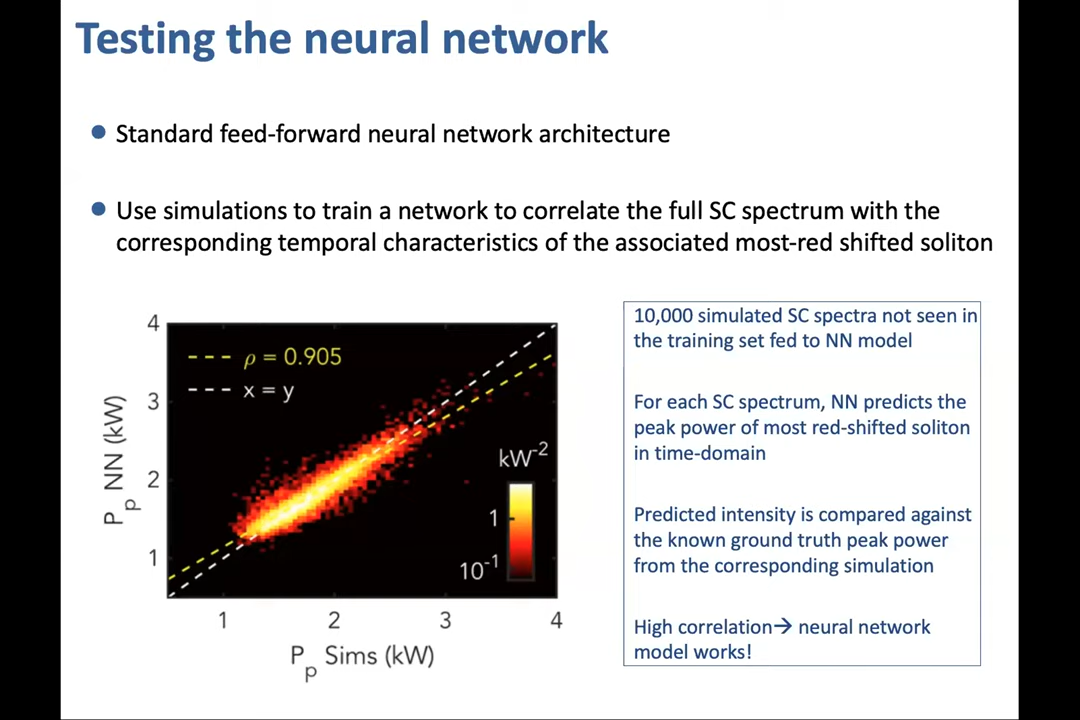 Testing the neural network
Standard feed-forward neural network architecture
Use simulations to train a network to correlate the full SC spectrum with the
corresponding temporal characteristics of the associated most-red shifted soliton
4
3
2
1
P_p NN (kW)
ρ = 0.905
x = y
kW⁻²
1
10⁻¹
1 2 3 4
P_p Sims (kW)
10,000 simulated SC spectra not seen in
the training set fed to NN model
For each SC spectrum, NN predicts the
peak power of most red-shifted soliton
in time-domain
Predicted intensity is compared against
the known ground truth peak power
from the corresponding simulation
High correlation→ neural network
model works!